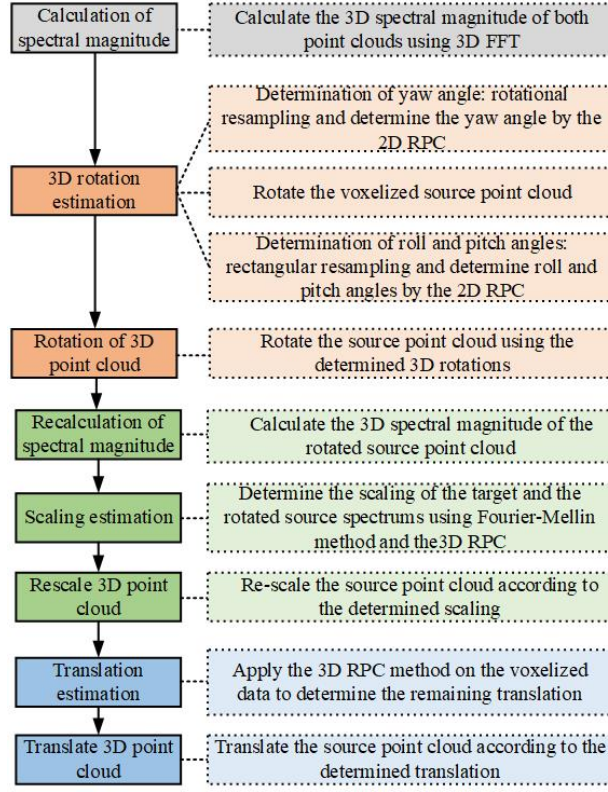 Calculation of
spectral magnitude
Calculate the 3D spectral magnitude of both
point clouds using 3D FFT
Determination of yaw angle: rotational
resampling and determine the yaw angle by the
2D RPC
3D rotation
estimation
Rotate the voxelized source point cloud
Determination of roll and pitch angles:
rectangular resampling and determine roll and
pitch angles by the 2D RPC
Rotation of 3D
point cloud
Rotate the source point cloud using the
determined 3D rotations
Recalculation of
spectral magnitude
Calculate the 3D spectral magnitude of the
rotated source point cloud
Scaling estimation
Determine the scaling of the target and the
rotated source spectrums using Fourier-Mellin
method and the3D RPC
Rescale 3D point
cloud
Re-scale the source point cloud according to
the determined scaling
Translation
estimation
Apply the 3D RPC method on the voxelized
data to determine the remaining translation
Translate 3D point
cloud
Translate the source point cloud according to the
determined translation